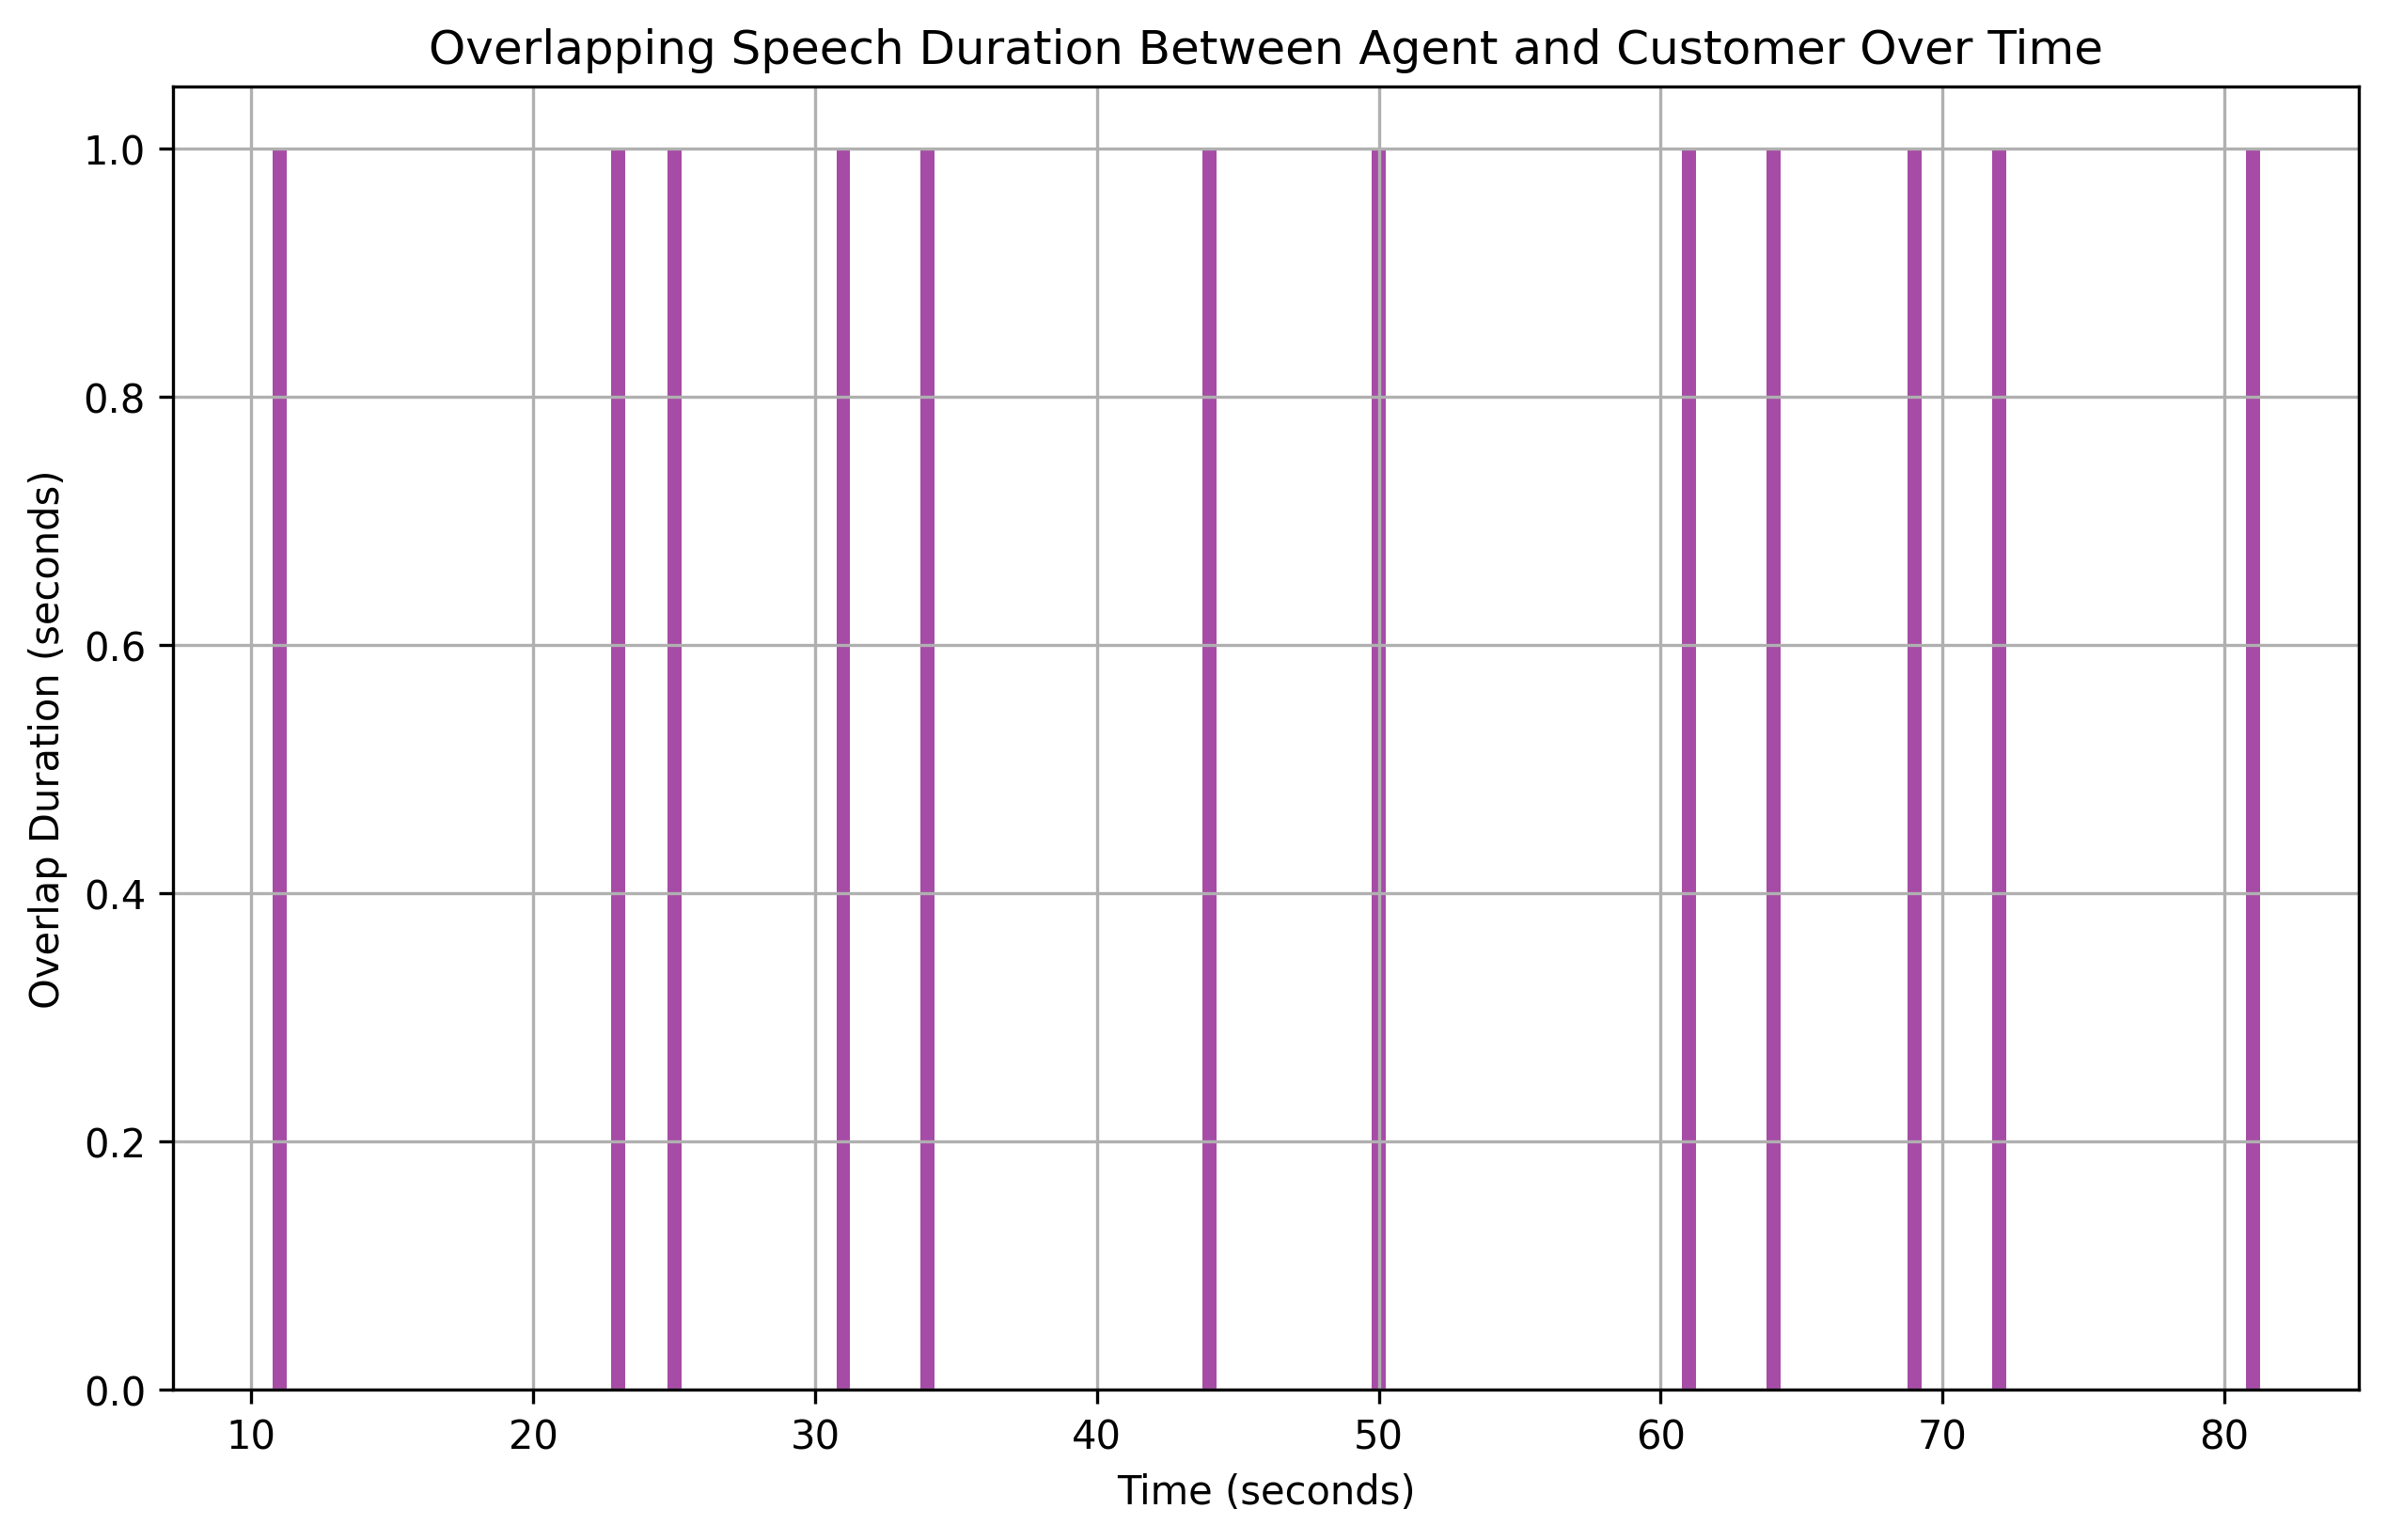 Overlapping Speech Duration Between Agent and Customer Over Time
1.0
0.8
0.6
0.4
0.2
0.0
Overlap Duration (seconds)
10 20 30 40 50 60 70 80
Time (seconds)